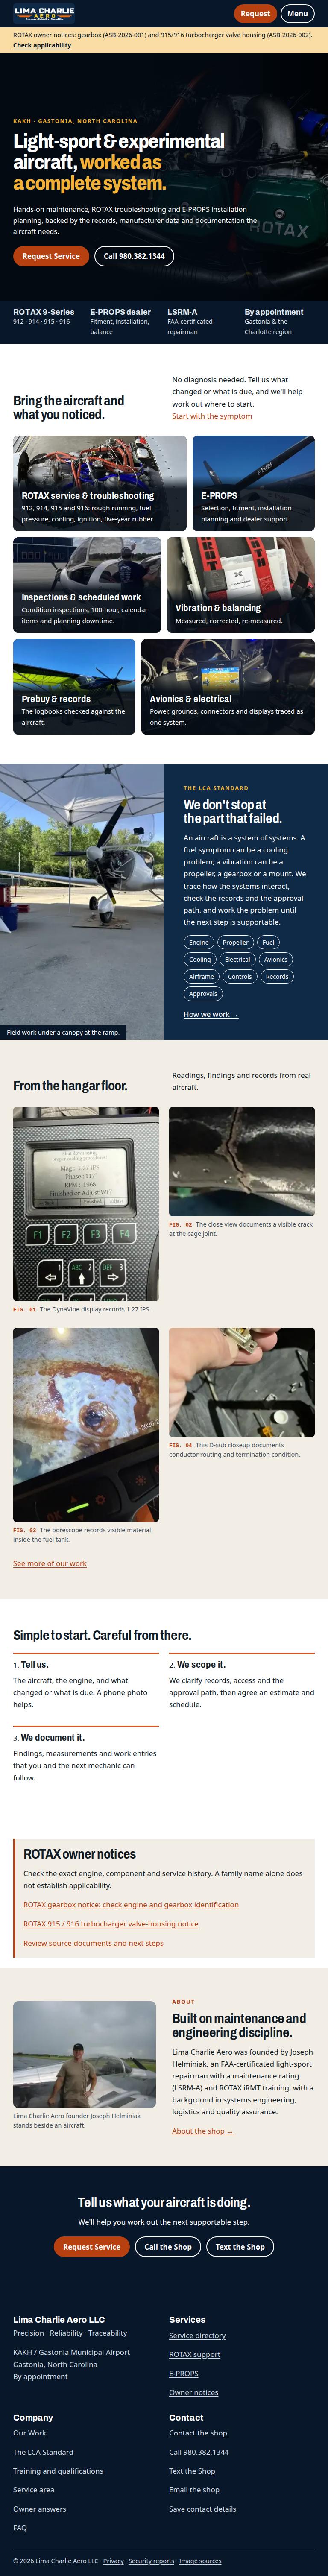 LIMA CHARLIE
AERO
Request
Menu
ROTAX owner notices: gearbox (ASB-2026-001) and 915/916 turbocharger valve housing (ASB-2026-002).
Check applicability
KAKH · GASTONIA, NORTH CAROLINA
Light-sport & experimental
aircraft, worked as
a complete system.
Hands-on maintenance, ROTAX troubleshooting and E-PROPS installation
planning, backed by the records, manufacturer data and documentation the
aircraft needs.
Request Service
Call 980.382.1344
ROTAX
ROTAX 9-Series
912 · 914 · 915 · 916
E-PROPS dealer
Fitment, installation,
balance
LSRM-A
FAA-certificated
repairman
By appointment
Gastonia & the
Charlotte region
Bring the aircraft and
what you noticed.
No diagnosis needed. Tell us what
changed or what is due, and we'll help
work out where to start.
Start with the symptom
ROTAX service & troubleshooting
912, 914, 915 and 916: rough running, fuel
pressure, cooling, ignition, five-year rubber.
E-PROPS
Selection, fitment, installation
planning and dealer support.
Inspections & scheduled work
Condition inspections, 100-hour, calendar
items and planning downtime.
Vibration & balancing
Measured, corrected, re-measured.
Prebuy & records
The logbooks checked against the
aircraft.
Avionics & electrical
Power, grounds, connectors and displays traced as
one system.
THE LCA STANDARD
We don't stop at
the part that failed.
An aircraft is a system of systems. A
fuel symptom can be a cooling
problem; a vibration can be a
propeller, a gearbox or a mount. We
trace how the systems interact,
check the records and the approval
path, and work the problem until
the next step is supportable.
Engine
Propeller
Fuel
Cooling
Electrical
Avionics
Airframe
Controls
Records
Approvals
How we work →
Field work under a canopy at the ramp.
From the hangar floor.
Readings, findings and records from real
aircraft.
Mag: 1.27 IPS
Phase: 117°
RPM: 1968
F1 F2 F3 F4
FIG. 01 The DynaVibe display records 1.27 IPS.
FIG. 02 The close view documents a visible crack
at the cage joint.
FIG. 03 The borescope records visible material
inside the fuel tank.
FIG. 04 This D-sub closeup documents
conductor routing and termination condition.
See more of our work
Simple to start. Careful from there.
1. Tell us.
The aircraft, the engine, and what
changed or what is due. A phone photo
helps.
2. We scope it.
We clarify records, access and the
approval path, then agree an estimate and
schedule.
3. We document it.
Findings, measurements and work entries
that you and the next mechanic can
follow.
ROTAX owner notices
Check the exact engine, component and service history. A family name alone does
not establish applicability.
ROTAX gearbox notice: check engine and gearbox identification
ROTAX 915 / 916 turbocharger valve-housing notice
Review source documents and next steps
Lima Charlie Aero founder Joseph Helminiak
stands beside an aircraft.
ABOUT
Built on maintenance and
engineering discipline.
Lima Charlie Aero was founded by Joseph
Helminiak, an FAA-certificated light-sport
repairman with a maintenance rating
(LSRM-A) and ROTAX iRMT training, with a
background in systems engineering,
logistics and quality assurance.
About the shop →
Tell us what your aircraft is doing.
We'll help you work out the next supportable step.
Request Service
Call the Shop
Text the Shop
Lima Charlie Aero LLC
Precision · Reliability · Traceability
KAKH / Gastonia Municipal Airport
Gastonia, North Carolina
By appointment
Services
Service directory
ROTAX support
E-PROPS
Owner notices
Company
Our Work
The LCA Standard
Training and qualifications
Service area
Owner answers
FAQ
Contact
Contact the shop
Call 980.382.1344
Text the Shop
Email the shop
Save contact details
© 2026 Lima Charlie Aero LLC · Privacy · Security reports · Image sources